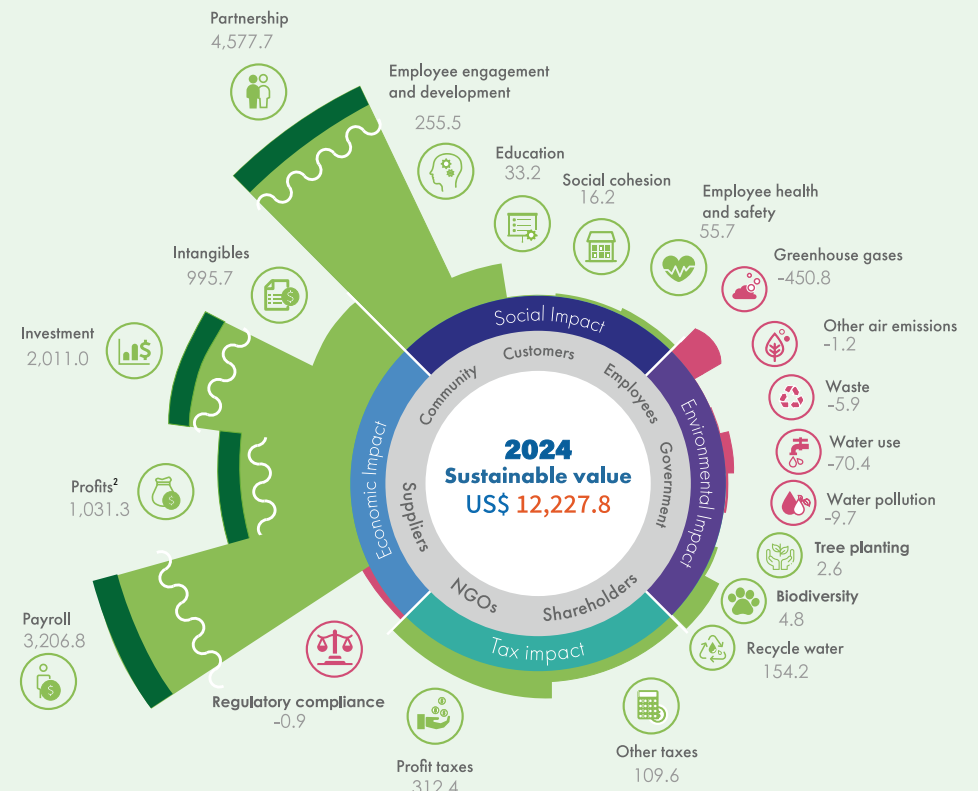 Partnership
4,577.7
Employee engagement
and development
255.5
Education
33.2
Social cohesion
16.2
Employee health
and safety
55.7
Greenhouse gases
-450.8
Other air emissions
-1.2
Waste
-5.9
Water use
-70.4
Water pollution
-9.7
Tree planting
2.6
Biodiversity
4.8
Recycle water
154.2
Other taxes
109.6
Profit taxes
312.4
Regulatory compliance
-0.9
Payroll
3,206.8
Profits²
1,031.3
Investment
2,011.0
Intangibles
995.7
Social Impact
Environmental Impact
Tax impact
Economic Impact
Customers
Employees
Government
Shareholders
NGOs
Suppliers
Community
2024
Sustainable value
US$ 12,227.8
$
$
$
$